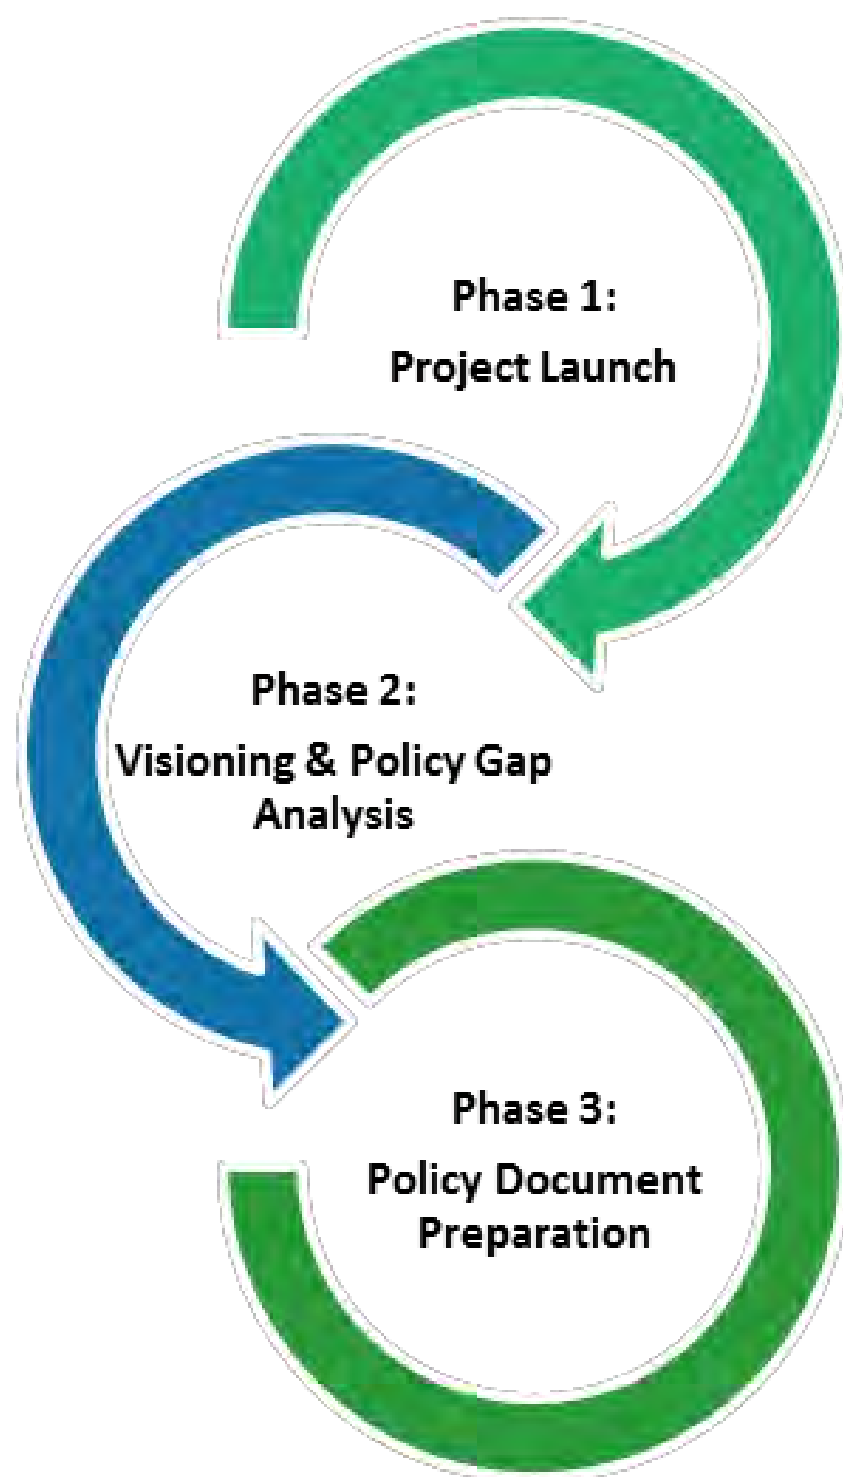 Phase 1:
Project Launch
Phase 2:
Visioning & Policy Gap
Analysis
Phase 3:
Policy Document
Preparation